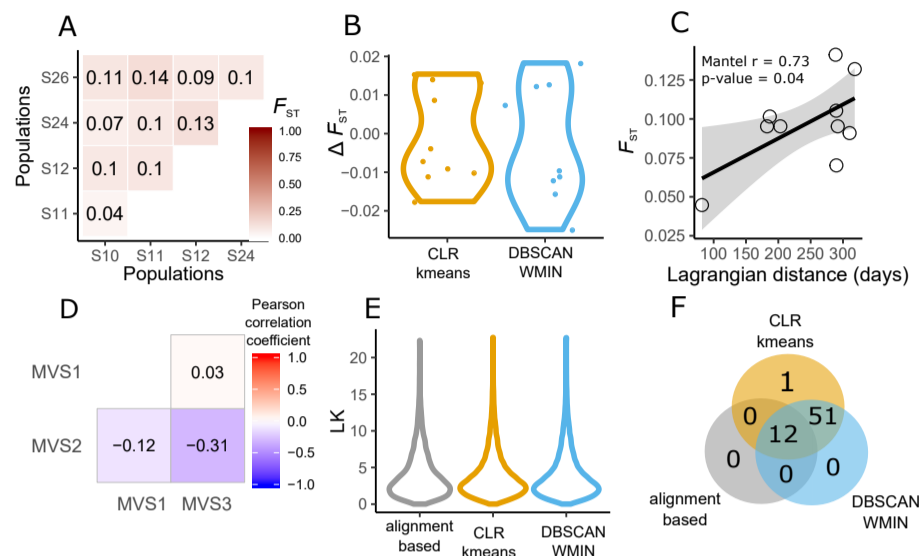 A
S26
0.11 0.14 0.09 0.1
S24
0.07 0.1 0.13
S12
0.1 0.11
S11
0.04
S10 S11 S12 S24
Populations
Populations
FST
1.00
0.75
0.50
0.25
0.00
B
0.02
0.01
0.00
−0.01
−0.02
Δ FST
CLR
kmeans
DBSCAN
WMIN
C
Mantel r = 0.73
p-value = 0.04
0.125
0.100
0.075
0.050
0.025
FST
100 150 200 250 300
Lagrangian distance (days)
D
Pearson
correlation
coefficient
1.0
0.5
0.0
−0.5
−1.0
MVS1
0.03
MVS2
−0.12 −0.31
MVS1 MVS3
E
20
15
10
5
0
LK
alignment
based
CLR
kmeans
DBSCAN
WMIN
F
CLR
kmeans
1
0 51
12
0 0 0
alignment
based
DBSCAN
WMIN